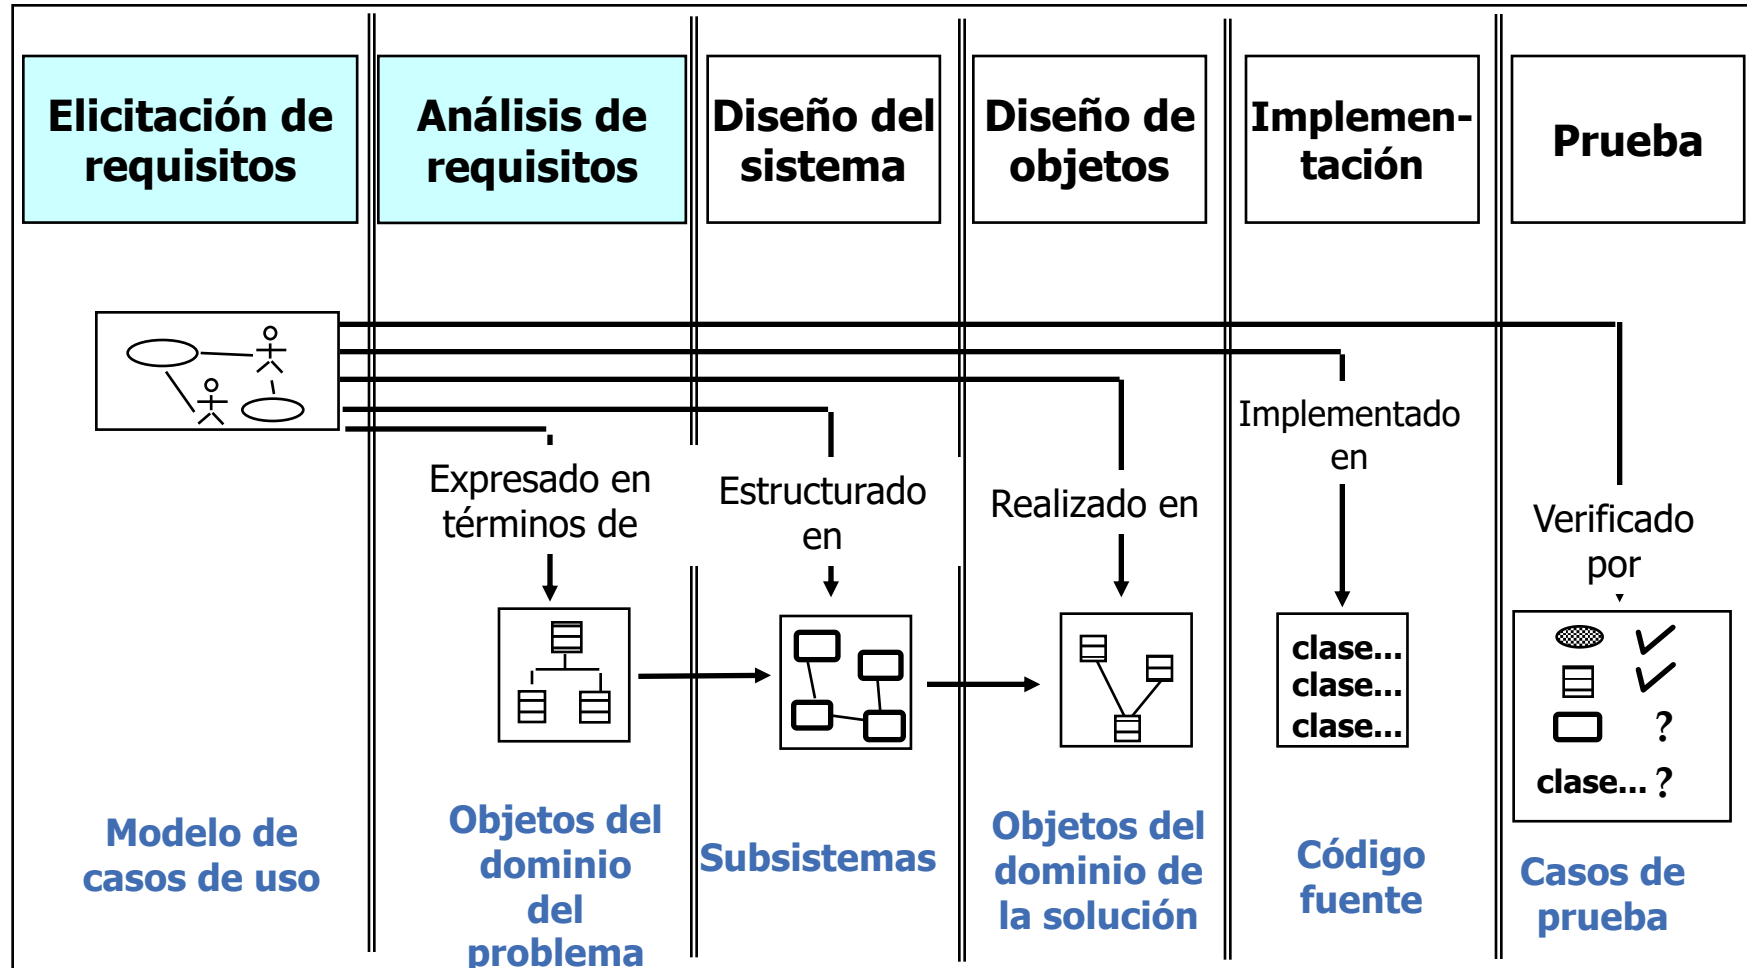 Elicitación de
requisitos
Análisis de
requisitos
Diseño del
sistema
Diseño de
objetos
Implemen-
tación
Prueba
Expresado en
términos de
Estructurado
en
Realizado en
Implementado
en
Verificado
por
clase...
clase...
clase...
?
clase... ?
Modelo de
casos de uso
Objetos del
dominio
del
problema
Subsistemas
Objetos del
dominio de
la solución
Código
fuente
Casos de
prueba